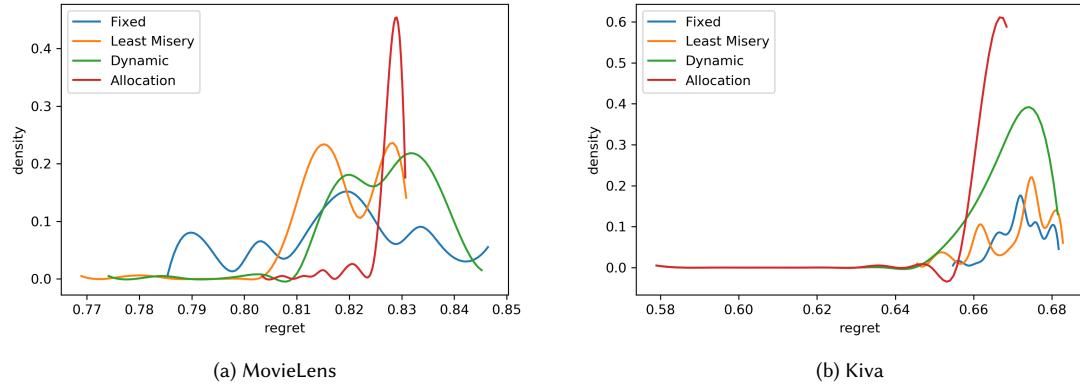 Fixed
Least Misery
Dynamic
Allocation
density
0.4
0.3
0.2
0.1
0.0
0.77 0.78 0.79 0.80 0.81 0.82 0.83 0.84 0.85
regret
(a) MovieLens
Fixed
Least Misery
Dynamic
Allocation
density
0.6
0.5
0.4
0.3
0.2
0.1
0.0
0.58 0.60 0.62 0.64 0.66 0.68
regret
(b) Kiva